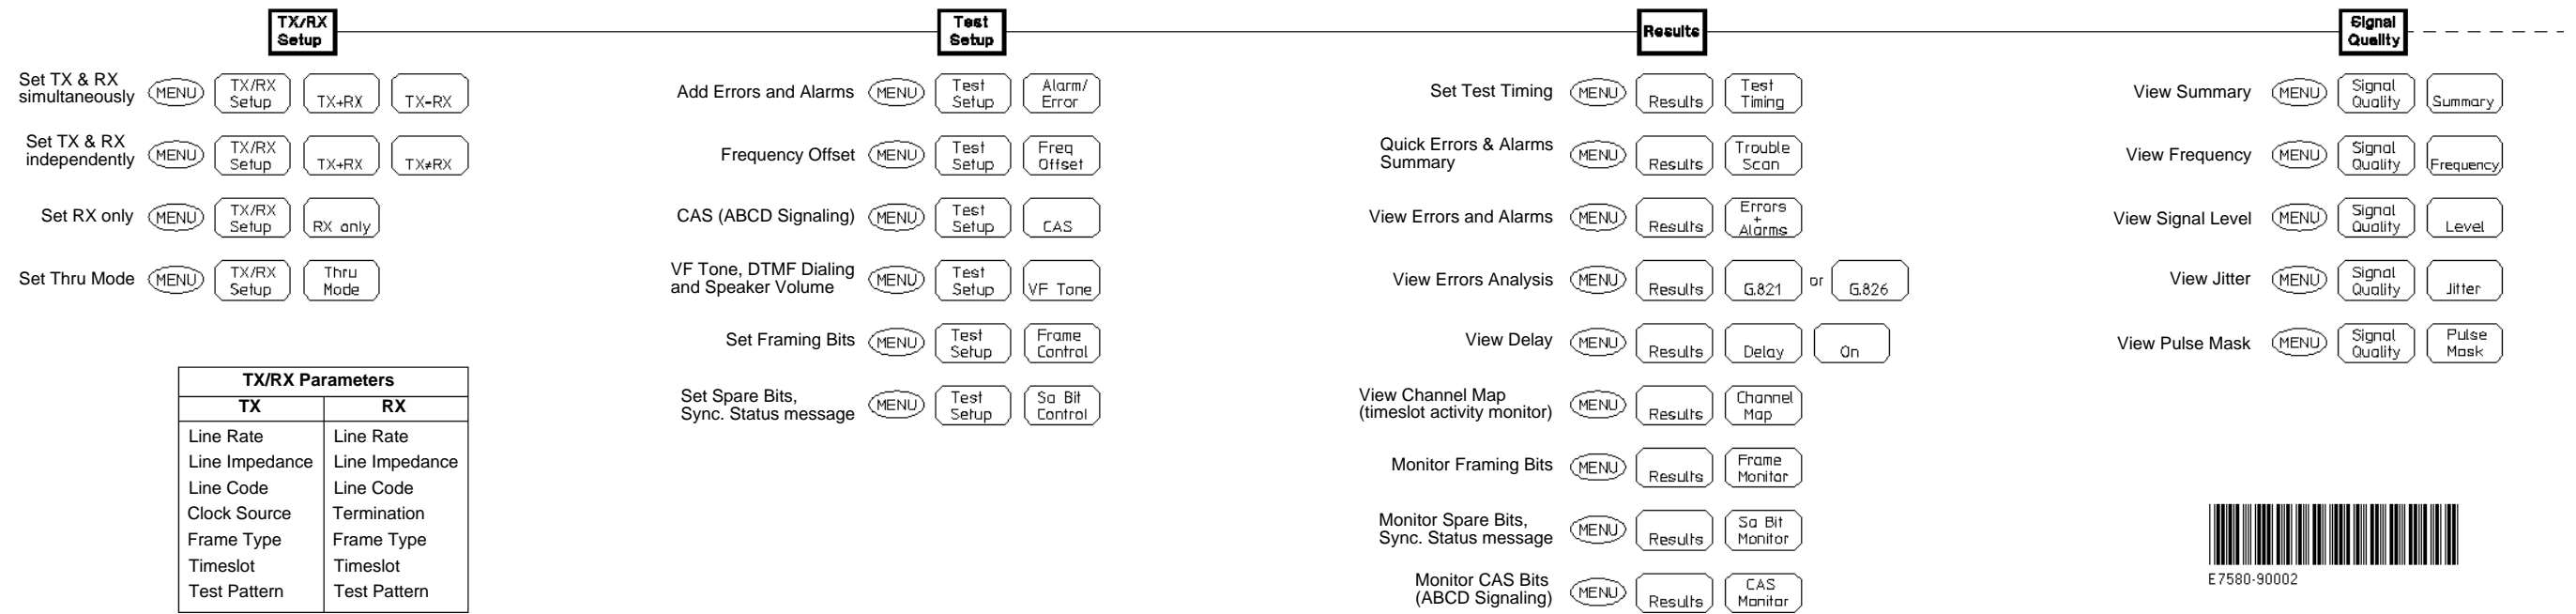 TX/RX
Setup
Set TX & RX
simultaneously
MENU
TX/RX
Setup
TX+RX
TX=RX
Set TX & RX
independently
MENU
TX/RX
Setup
TX+RX
TX≠RX
Set RX only
MENU
TX/RX
Setup
RX only
Set Thru Mode
MENU
TX/RX
Setup
Thru
Mode
TX/RX Parameters
TX RX
Line Rate Line Rate
Line Impedance Line Impedance
Line Code Line Code
Clock Source Termination
Frame Type Frame Type
Timeslot Timeslot
Test Pattern Test Pattern
Test
Setup
Add Errors and Alarms
MENU
Test
Setup
Alarm/
Error
Frequency Offset
MENU
Test
Setup
Freq
Offset
CAS (ABCD Signaling)
MENU
Test
Setup
CAS
VF Tone, DTMF Dialing
and Speaker Volume
MENU
Test
Setup
VF Tone
Set Framing Bits
MENU
Test
Setup
Frame
Control
Set Spare Bits,
Sync. Status message
MENU
Test
Setup
Sa Bit
Control
Results
Set Test Timing
MENU
Results
Test
Timing
Quick Errors & Alarms
Summary
MENU
Results
Trouble
Scan
View Errors and Alarms
MENU
Results
Errors
+
Alarms
View Errors Analysis
MENU
Results
G.821
or
G.826
View Delay
MENU
Results
Delay
On
View Channel Map
(timeslot activity monitor)
MENU
Results
Channel
Map
Monitor Framing Bits
MENU
Results
Frame
Monitor
Monitor Spare Bits,
Sync. Status message
MENU
Results
Sa Bit
Monitor
Monitor CAS Bits
(ABCD Signaling)
MENU
Results
CAS
Monitor
Signal
Quality
View Summary
MENU
Signal
Quality
Summary
View Frequency
MENU
Signal
Quality
Frequency
View Signal Level
MENU
Signal
Quality
Level
View Jitter
MENU
Signal
Quality
Jitter
View Pulse Mask
MENU
Signal
Quality
Pulse
Mask
E7580-90002